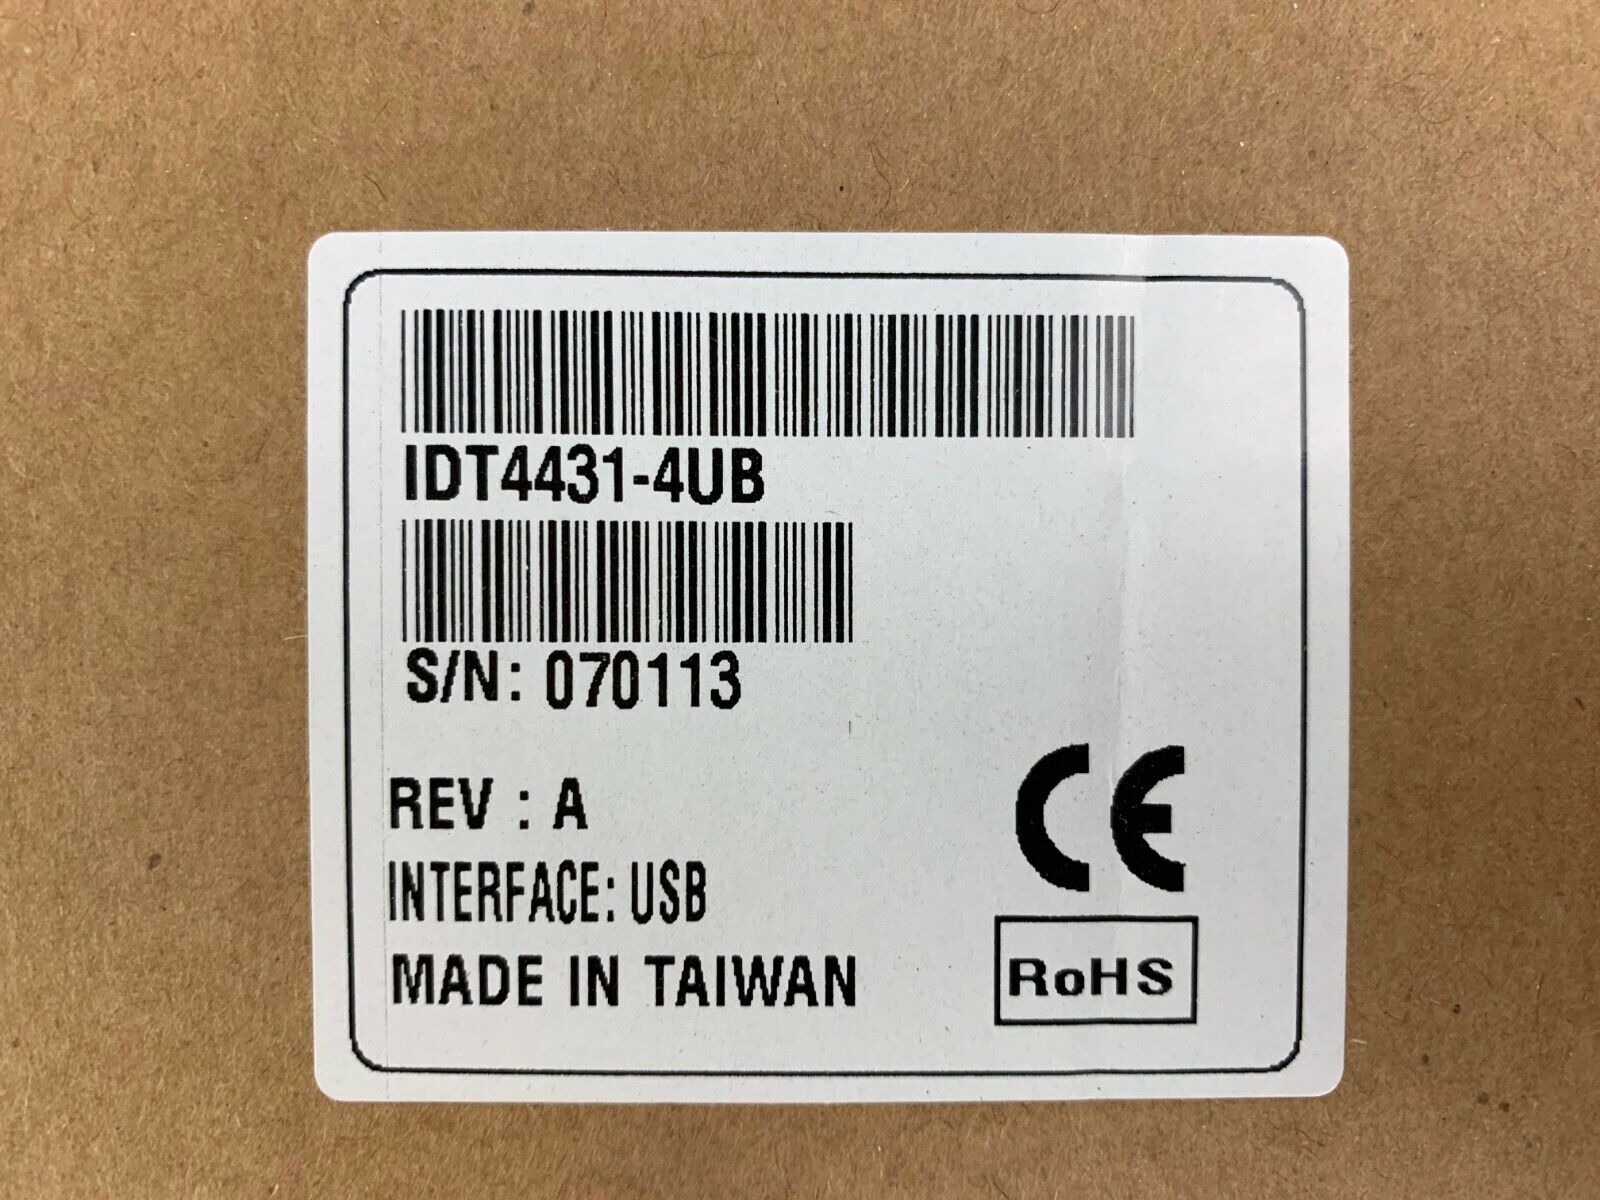 IDT4431-4UB
S/N: 070113
REV : A
INTERFACE: USB
MADE IN TAIWAN
CE
RoHS